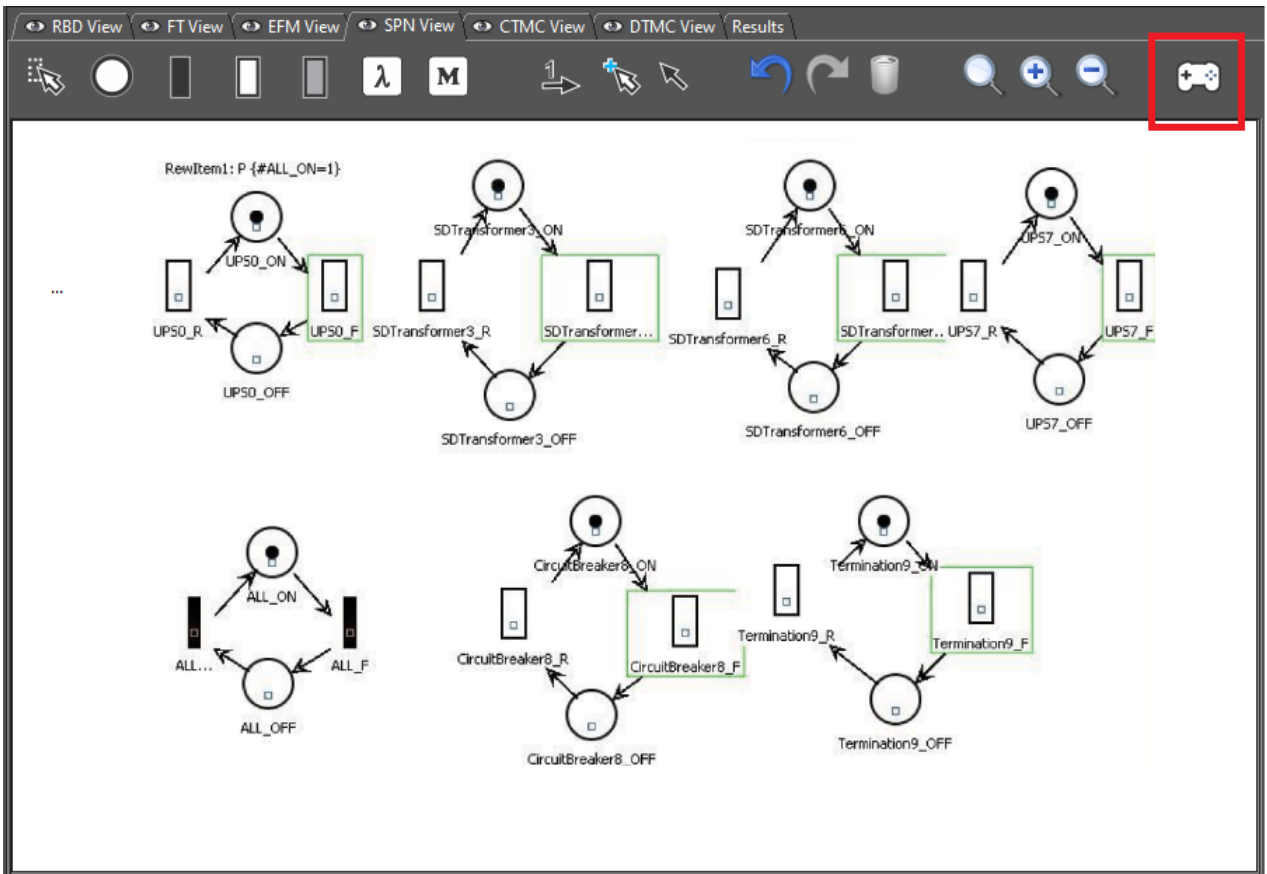 RBD View FT View EFM View SPN View CTMC View DTMC View Results
λ M 1
RewItem1: P {#ALL_ON=1}
SDTransformer3_ON SDTransformer6_ON UPS7_ON
UPS0_ON
...
UPS0_R UPS0_F SDTransformer3_R SDTransformer... SDTransformer6_R SDTransformer... UPS7_R UPS7_F
UPS0_OFF
SDTransformer3_OFF SDTransformer6_OFF UPS7_OFF
CircuitBreaker8_ON Termination9_ON
ALL_ON
ALL... ALL_F CircuitBreaker8_R CircuitBreaker8_F Termination9_R Termination9_F
ALL_OFF
CircuitBreaker8_OFF Termination9_OFF